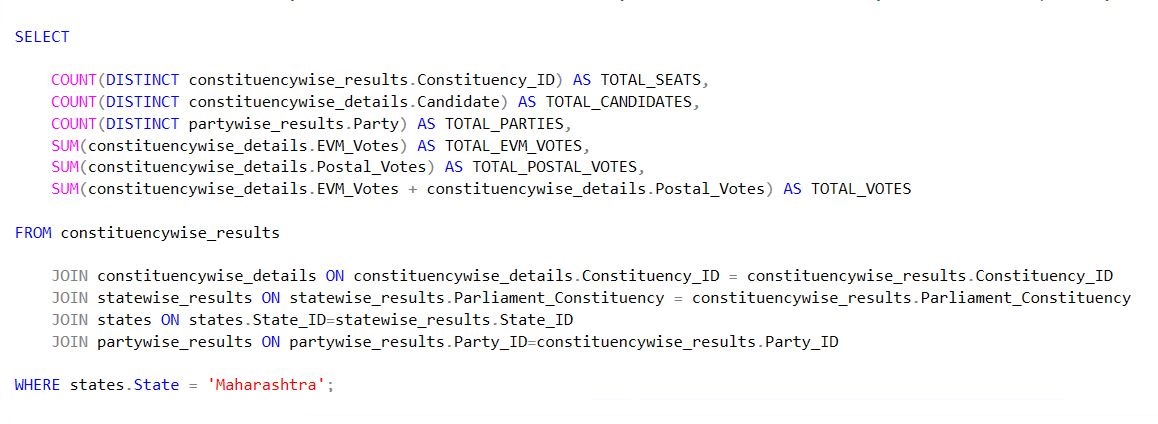 SELECT
COUNT(DISTINCT constituencywise_results.Constituency_ID) AS TOTAL_SEATS,
COUNT(DISTINCT constituencywise_details.Candidate) AS TOTAL_CANDIDATES,
COUNT(DISTINCT partywise_results.Party) AS TOTAL_PARTIES,
SUM(constituencywise_details.EVM_Votes) AS TOTAL_EVM_VOTES,
SUM(constituencywise_details.Postal_Votes) AS TOTAL_POSTAL_VOTES,
SUM(constituencywise_details.EVM_Votes + constituencywise_details.Postal_Votes) AS TOTAL_VOTES
FROM constituencywise_results
JOIN constituencywise_details ON constituencywise_details.Constituency_ID = constituencywise_results.Constituency_ID
JOIN statewise_results ON statewise_results.Parliament_Constituency = constituencywise_results.Parliament_Constituency
JOIN states ON states.State_ID=statewise_results.State_ID
JOIN partywise_results ON partywise_results.Party_ID=constituencywise_results.Party_ID
WHERE states.State = 'Maharashtra';